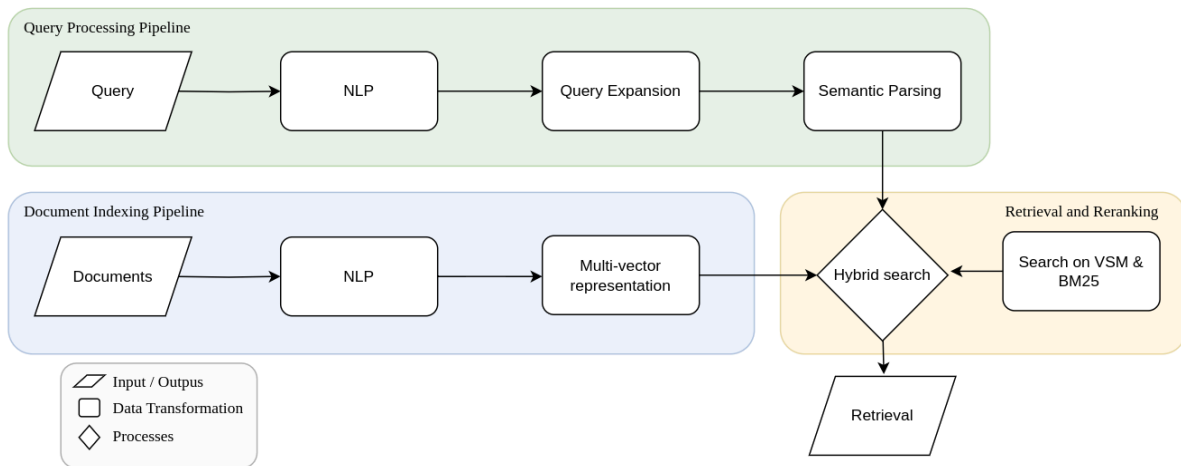 Query Processing Pipeline
Query
NLP
Query Expansion
Semantic Parsing
Document Indexing Pipeline
Documents
NLP
Multi-vector
representation
Retrieval and Reranking
Hybrid search
Search on VSM &
BM25
Retrieval
Input / Outpus
Data Transformation
Processes